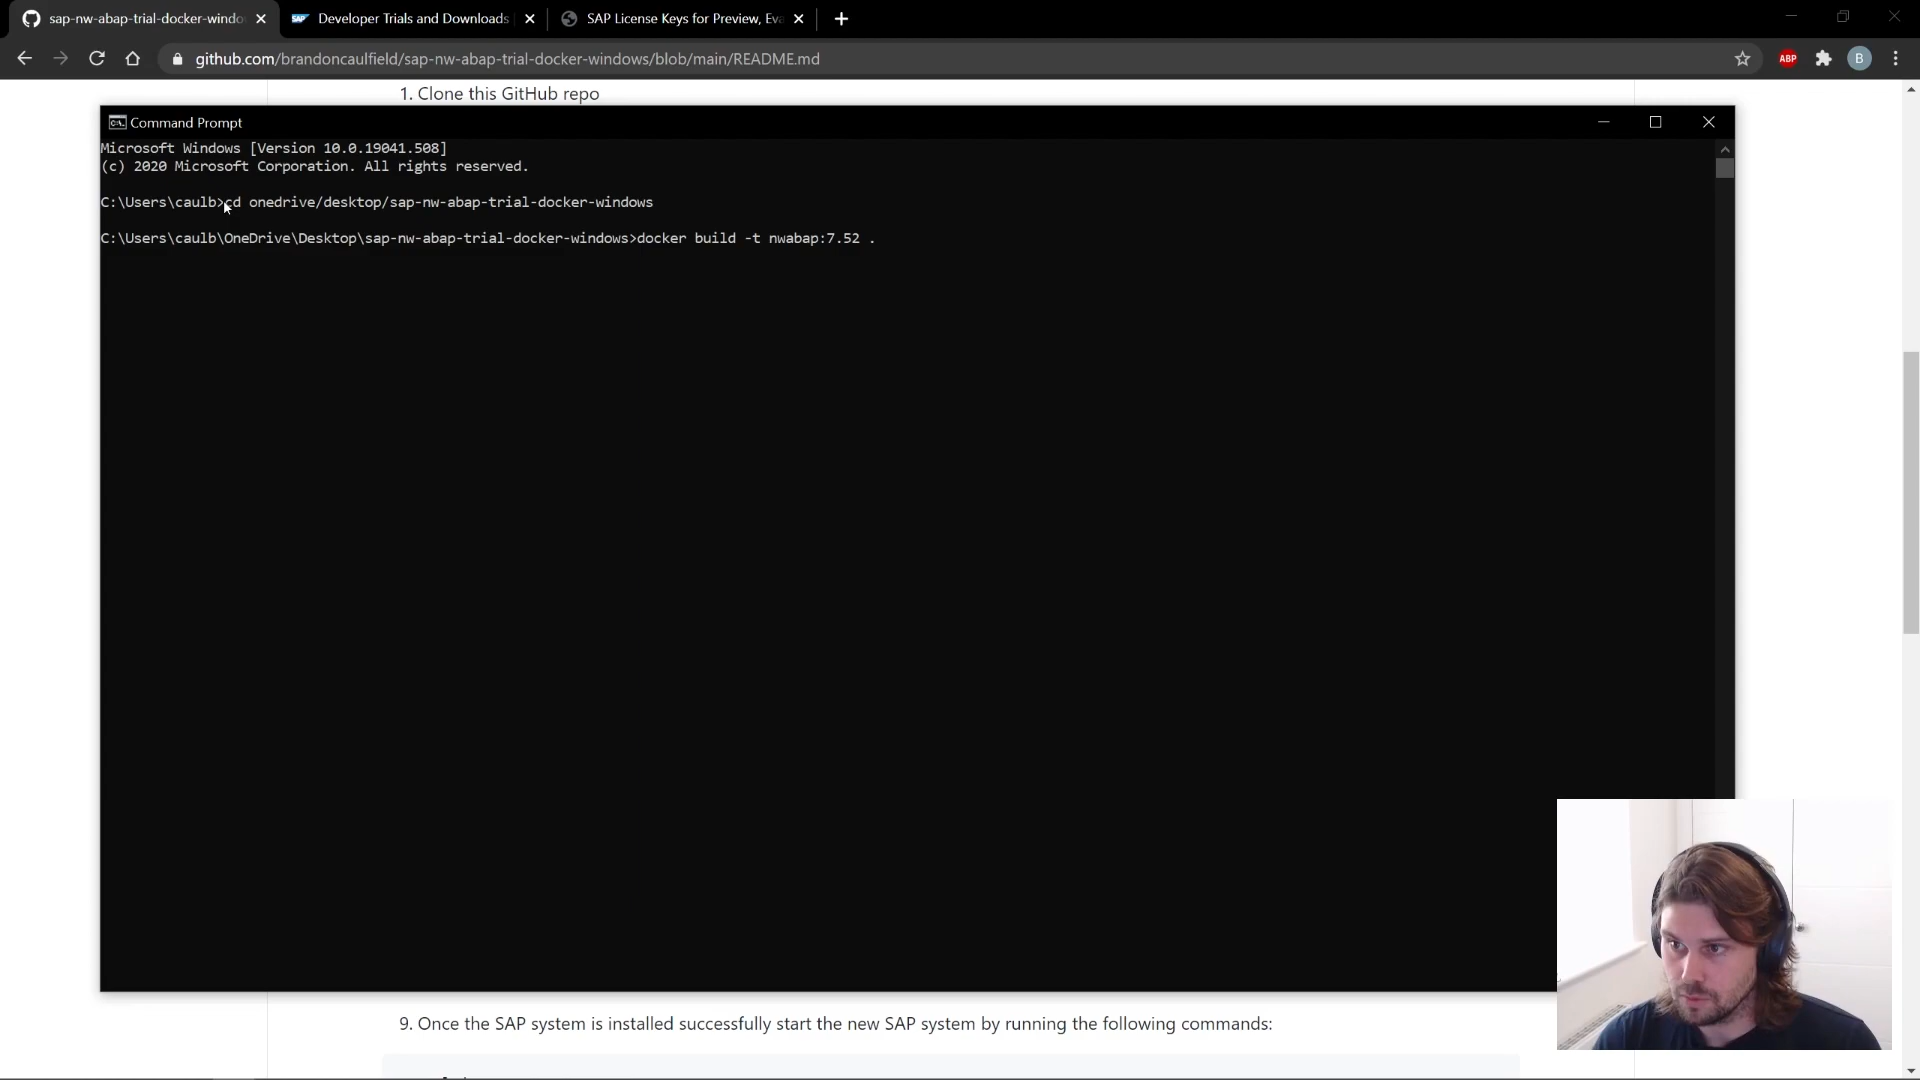 sap-nw-abap-trial-docker-windo
Developer Trials and Downloads
SAP License Keys for Preview, Eva
github.com/brandoncaulfield/sap-nw-abap-trial-docker-windows/blob/main/README.md
ABP
B
1. Clone this GitHub repo
Command Prompt
Microsoft Windows [Version 10.0.19041.508]
(c) 2020 Microsoft Corporation. All rights reserved.
C:\Users\caulb>cd onedrive/desktop/sap-nw-abap-trial-docker-windows
C:\Users\caulb\OneDrive\Desktop\sap-nw-abap-trial-docker-windows>docker build -t nwabap:7.52 .
9. Once the SAP system is installed successfully start the new SAP system by running the following commands: